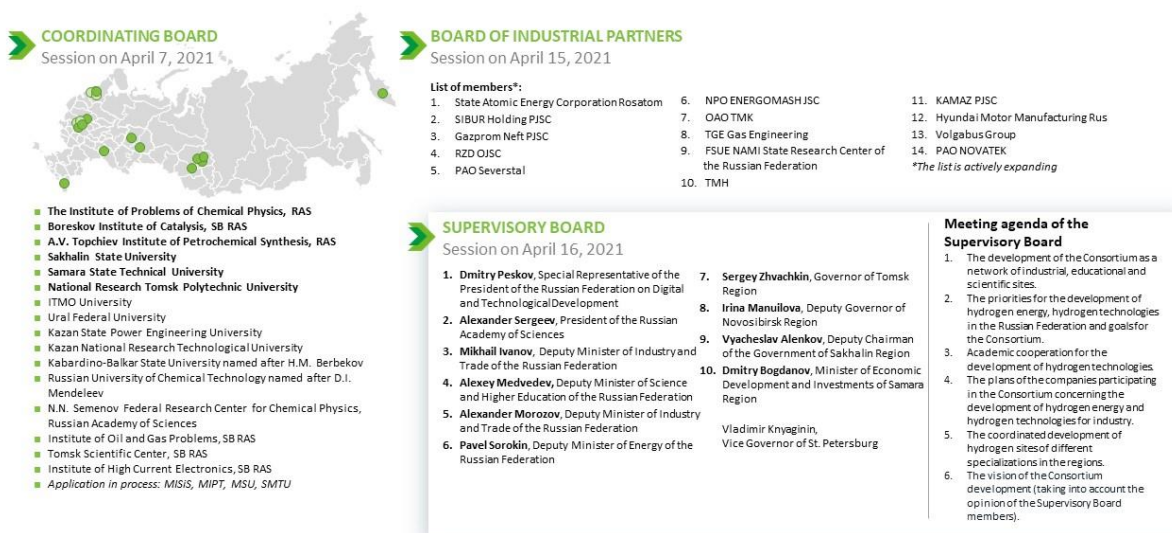 COORDINATING BOARD
Session on April 7, 2021
The Institute of Problems of Chemical Physics, RAS
Boreskov Institute of Catalysis, SB RAS
A.V. Topchiev Institute of Petrochemical Synthesis, RAS
Sakhalin State University
Samara State Technical University
National Research Tomsk Polytechnic University
ITMO University
Ural Federal University
Kazan State Power Engineering University
Kazan National Research Technological University
Kabardino-Balkar State University named after H.M. Berbekov
Russian University of Chemical Technology named after D.I.
Mendeleev
N.N. Semenov Federal Research Center for Chemical Physics,
Russian Academy of Sciences
Institute of Oil and Gas Problems, SB RAS
Tomsk Scientific Center, SB RAS
Institute of High Current Electronics, SB RAS
Application in process: MISiS, MIPT, MSU, SMTU
BOARD OF INDUSTRIAL PARTNERS
Session on April 15, 2021
List of members*:
1. State Atomic Energy Corporation Rosatom
2. SIBUR Holding PJSC
3. Gazprom Neft PJSC
4. RZD OJSC
5. PAO Severstal
6. NPO ENERGOMASH JSC
7. OAO TMK
8. TGE Gas Engineering
9. FSUE NAMI State Research Center of
the Russian Federation
10. TMH
11. KAMAZ PJSC
12. Hyundai Motor Manufacturing Rus
13. Volgabus Group
14. PAO NOVATEK
*The list is actively expanding
SUPERVISORY BOARD
Session on April 16, 2021
1. Dmitry Peskov, Special Representative of the
President of the Russian Federation on Digital
and Technological Development
2. Alexander Sergeev, President of the Russian
Academy of Sciences
3. Mikhail Ivanov, Deputy Minister of Industry and
Trade of the Russian Federation
4. Alexey Medvedev, Deputy Minister of Science
and Higher Education of the Russian Federation
5. Alexander Morozov, Deputy Minister of Industry
and Trade of the Russian Federation
6. Pavel Sorokin, Deputy Minister of Energy of the
Russian Federation
7. Sergey Zhvachkin, Governor of Tomsk
Region
8. Irina Manuilova, Deputy Governor of
Novosibirsk Region
9. Vyacheslav Alenkov, Deputy Chairman
of the Government of Sakhalin Region
10. Dmitry Bogdanov, Minister of Economic
Development and Investments of Samara
Region
Vladimir Knyaginin,
Vice Governor of St. Petersburg
Meeting agenda of the
Supervisory Board
1. The development of the Consortium as a
network of industrial, educational and
scientific sites.
2. The priorities for the development of
hydrogen energy, hydrogen technologies
in the Russian Federation and goals for
the Consortium.
3. Academic cooperation for the
development of hydrogen technologies.
4. The plans of the companies participating
in the Consortium concerning the
development of hydrogen energy and
hydrogen technologies for industry.
5. The coordinated development of
hydrogen sites of different
specializations in the regions.
6. The vision of the Consortium
development (taking into account the
opinion of the Supervisory Board
members).